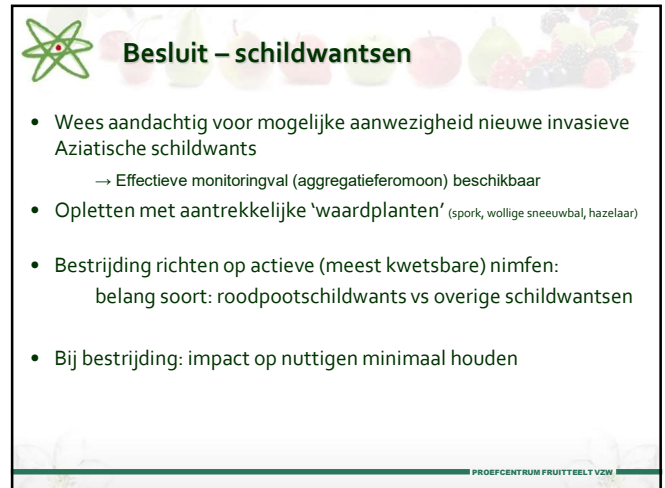 Besluit – schildwantsen
• Wees aandachtig voor mogelijke aanwezigheid nieuwe invasieve
Aziatische schildwants
→ Effectieve monitoringval (aggregatieferomoon) beschikbaar
• Opletten met aantrekkelijke ‘waardplanten’ (spork, wollige sneeuwbal, hazelaar)
• Bestrijding richten op actieve (meest kwetsbare) nimfen:
belang soort: roodpootschildwants vs overige schildwantsen
• Bij bestrijding: impact op nuttigen minimaal houden
PROEFCENTRUM FRUITTEELT VZW